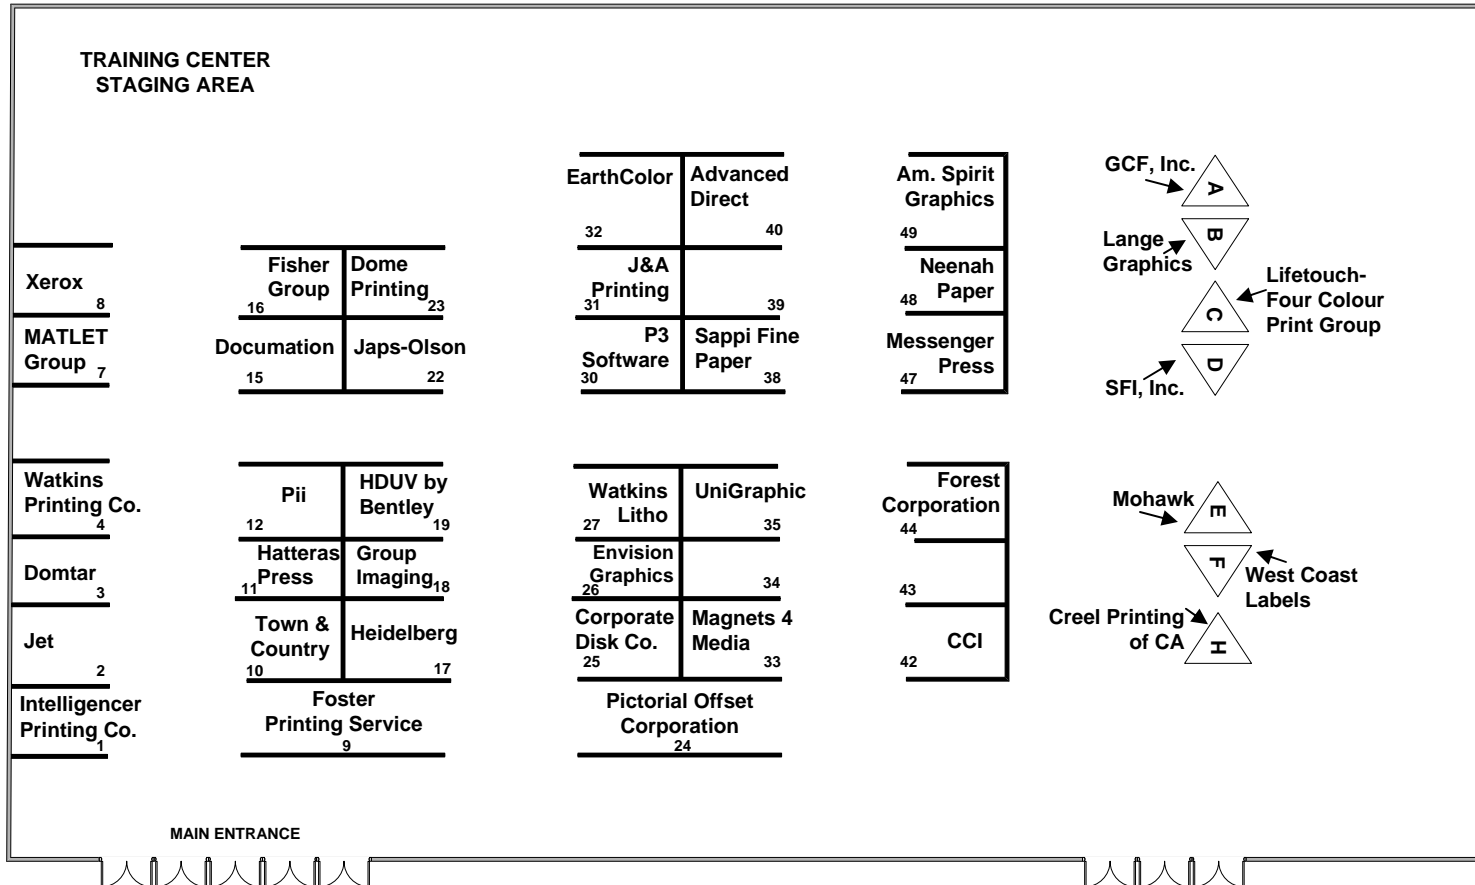 TRAINING CENTER
STAGING AREA
EarthColor
32
Advanced
Direct
40
Am. Spirit
Graphics
49
GCF, Inc.
A
B
Lange
Graphics
Lifetouch-
Four Colour
Print Group
C
D
SFI, Inc.
Xerox
8
MATLET
Group
7
Fisher
Group
16
Dome
Printing
23
Documation
15
Japs-Olson
22
J&A
Printing
31
39
P3
Software
30
Sappi Fine
Paper
38
Neenah
Paper
48
Messenger
Press
47
Watkins
Printing Co.
4
Domtar
3
Jet
2
Intelligencer
Printing Co.
1
Pii
12
HDUV by
Bentley
19
Hatteras
Press
11
Group
Imaging
18
Town &
Country
10
Heidelberg
17
Foster
Printing Service
9
Watkins
Litho
27
UniGraphic
35
Envision
Graphics
26
34
Corporate
Disk Co.
25
Magnets 4
Media
33
Pictorial Offset
Corporation
24
Forest
Corporation
44
43
CCI
42
Mohawk
E
F
West Coast
Labels
Creel Printing
of CA
H
MAIN ENTRANCE